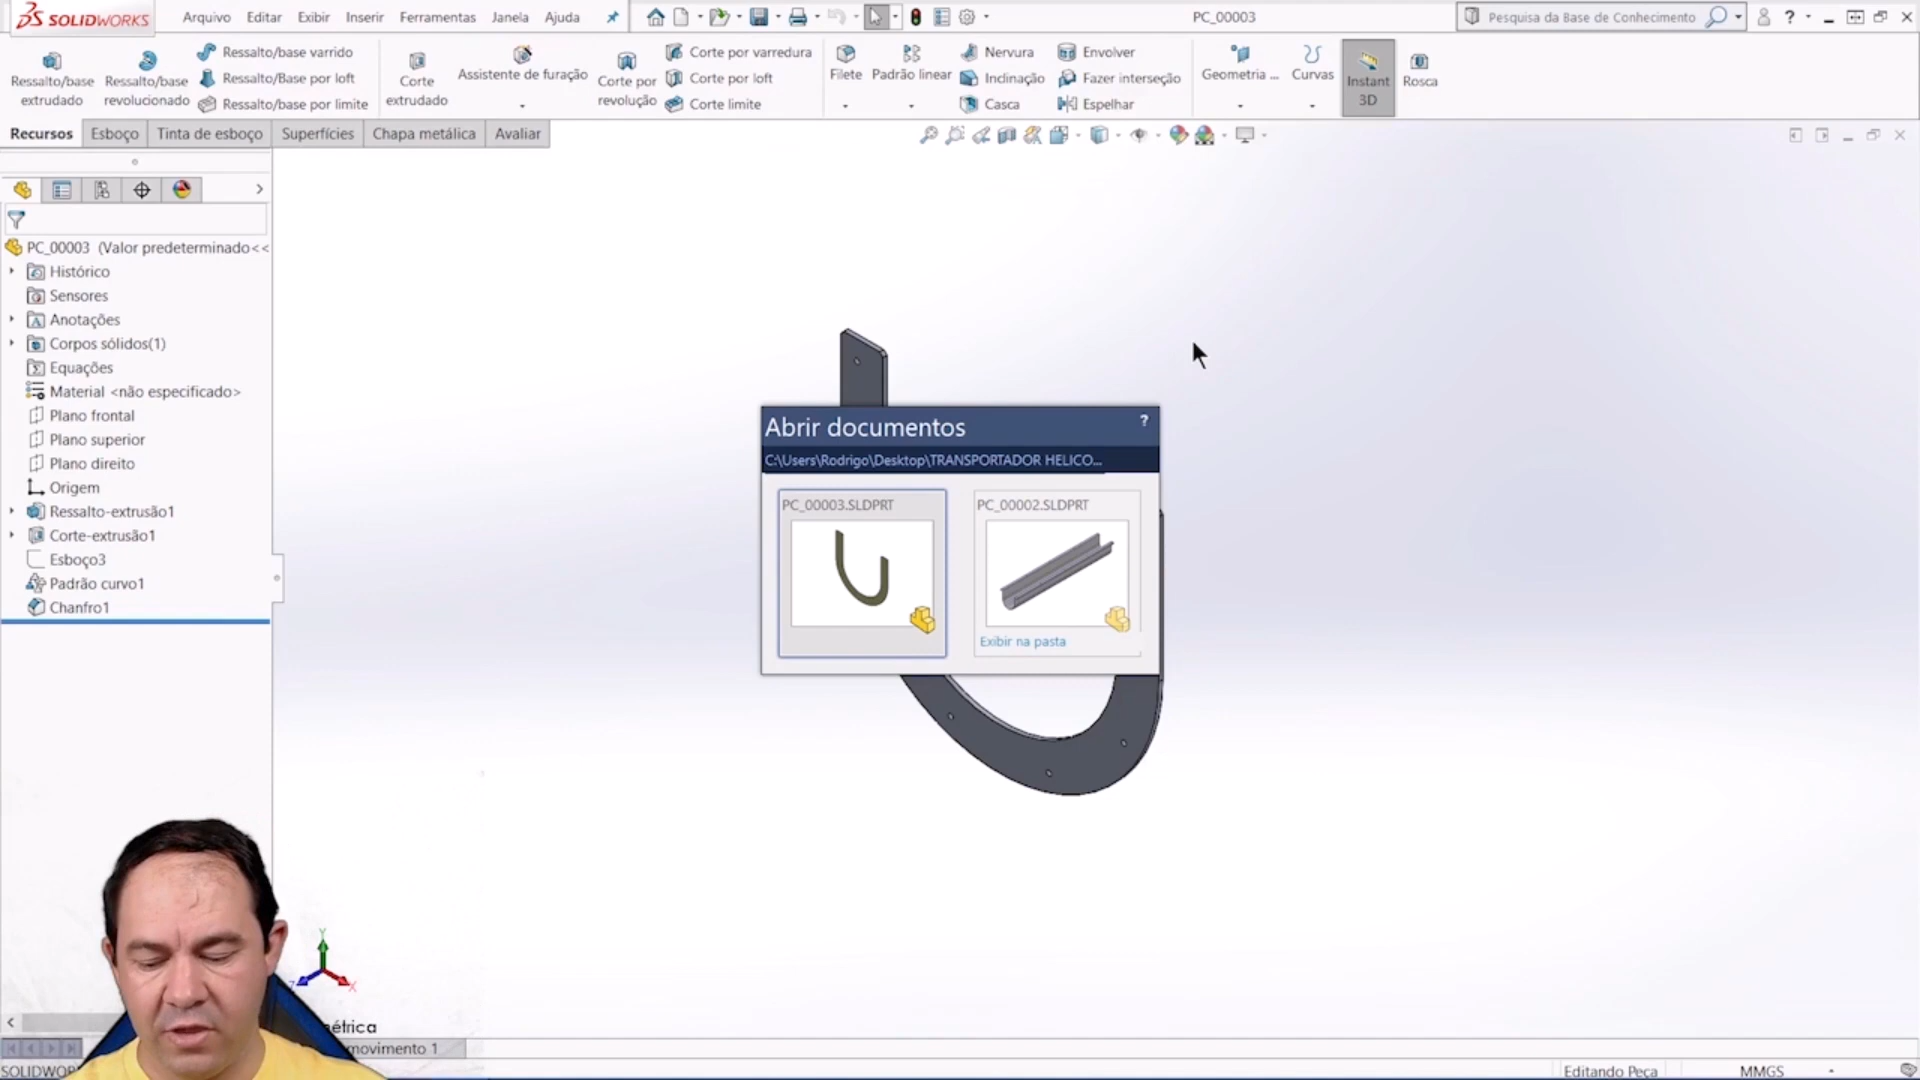 SOLIDWORKS
Arquivo Editar Exibir Inserir Ferramentas Janela Ajuda
PC_00003
Pesquisa da Base de Conhecimento
?
Ressalto/base extrudado
Ressalto/base revolucionado
Ressalto/base varrido
Ressalto/Base por loft
Ressalto/base por limite
Corte extrudado
Assistente de furação
Corte por revolução
Corte por varredura
Corte por loft
Corte limite
Filete
Padrão linear
Nervura
Inclinação
Casca
Envolver
Fazer interseção
Espelhar
Geometria ...
Curvas
Instant 3D
Rosca
Recursos Esboço Tinta de esboço Superfícies Chapa metálica Avaliar
PC_00003 (Valor predeterminado<<
Histórico
Sensores
Anotações
Corpos sólidos(1)
Equações
Material <não especificado>
Plano frontal
Plano superior
Plano direito
Origem
Ressalto-extrusão1
Corte-extrusão1
Esboço3
Padrão curvo1
Chanfro1
Abrir documentos
?
C:\Users\Rodrigo\Desktop\TRANSPORTADOR HELICO...
PC_00003.SLDPRT
PC_00002.SLDPRT
Exibir na pasta
Y
Z
X
étrica
movimento 1
SOLIDWOR
Editando Peça
MMGS